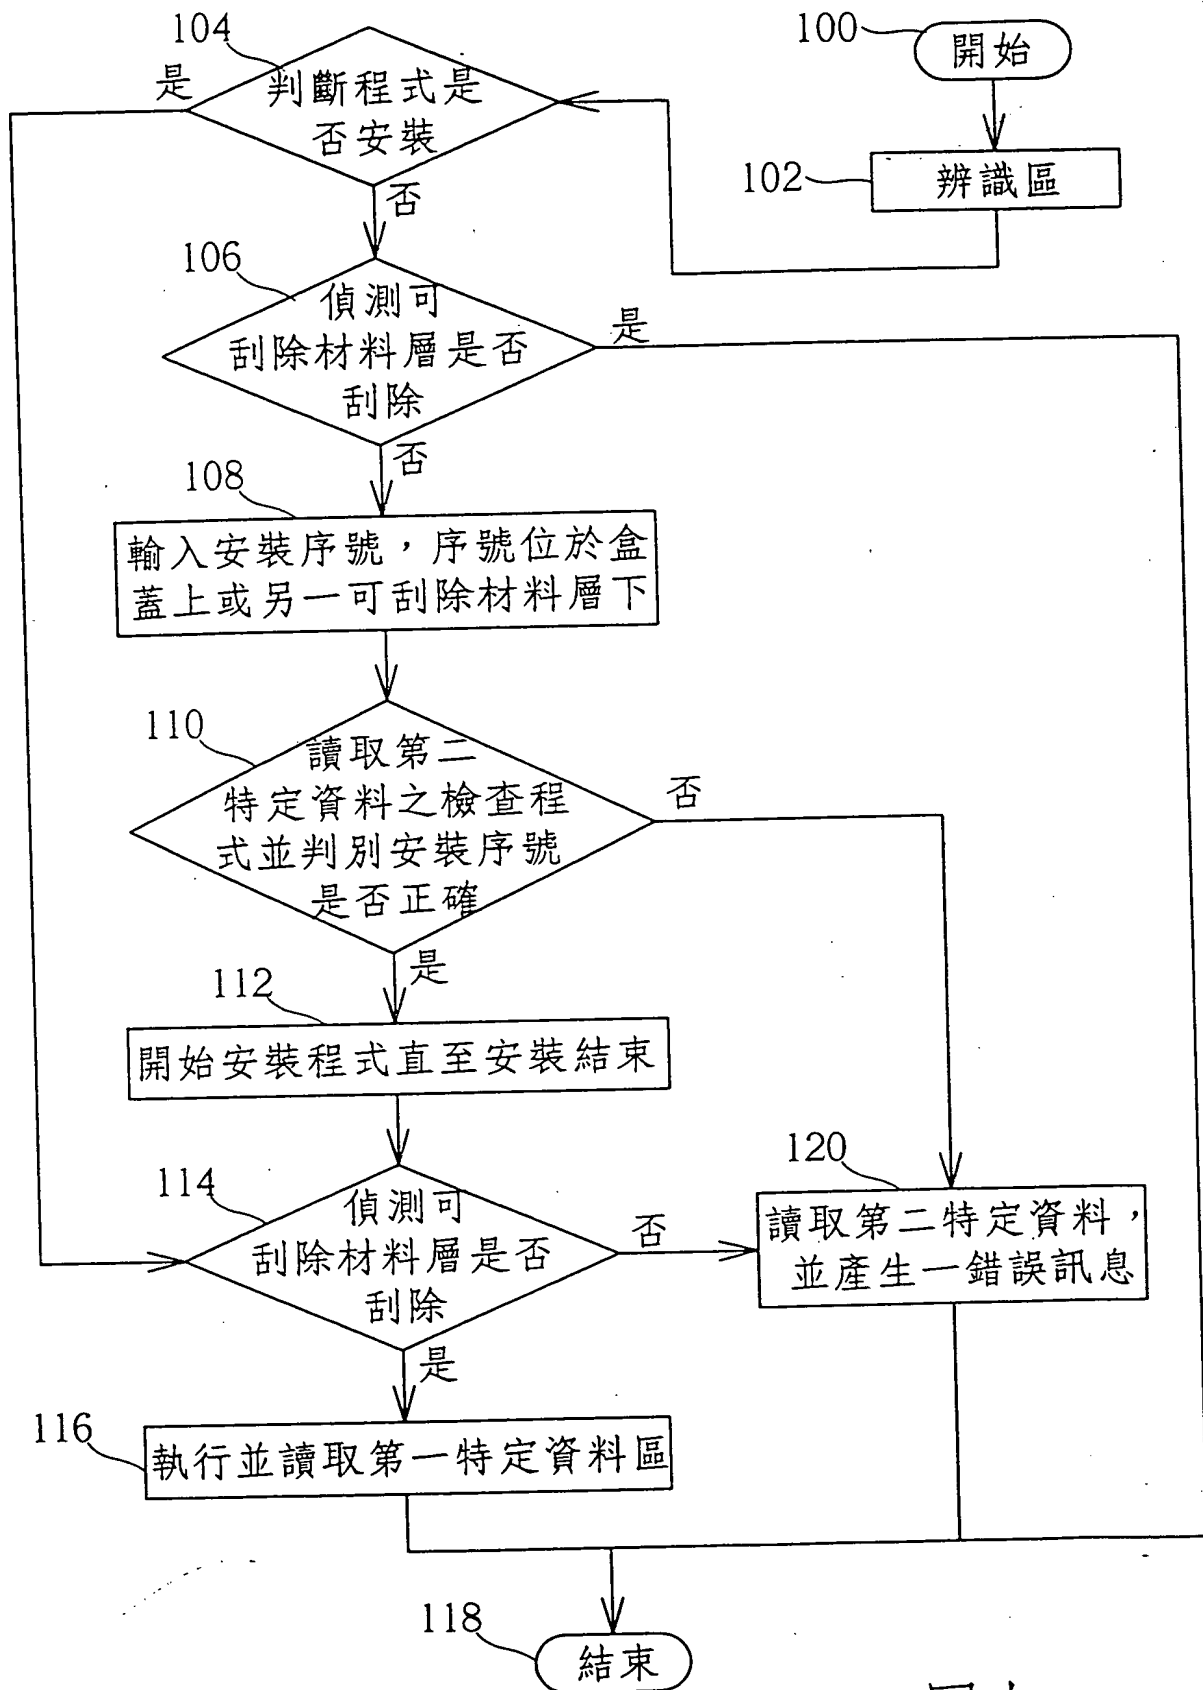 100
開始
102
辨識區
104
判斷程式是
否安裝
是
否
106
偵測可
刮除材料層是否
刮除
是
否
108
輸入安裝序號，序號位於盒
蓋上或另一可刮除材料層下
110
讀取第二
特定資料之檢查程
式並判別安裝序號
是否正確
否
是
112
開始安裝程式直至安裝結束
114
偵測可
刮除材料層是否
刮除
否
是
120
讀取第二特定資料，
並產生一錯誤訊息
116
執行並讀取第一特定資料區
118
結束